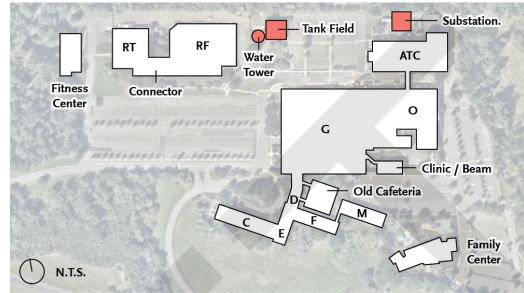 Tank Field
Substation.
RT
RF
Water
Tower
ATC
Fitness
Center
Connector
G
O
Clinic / Beam
Old Cafeteria
D
C
F
M
E
Family
Center
N.T.S.